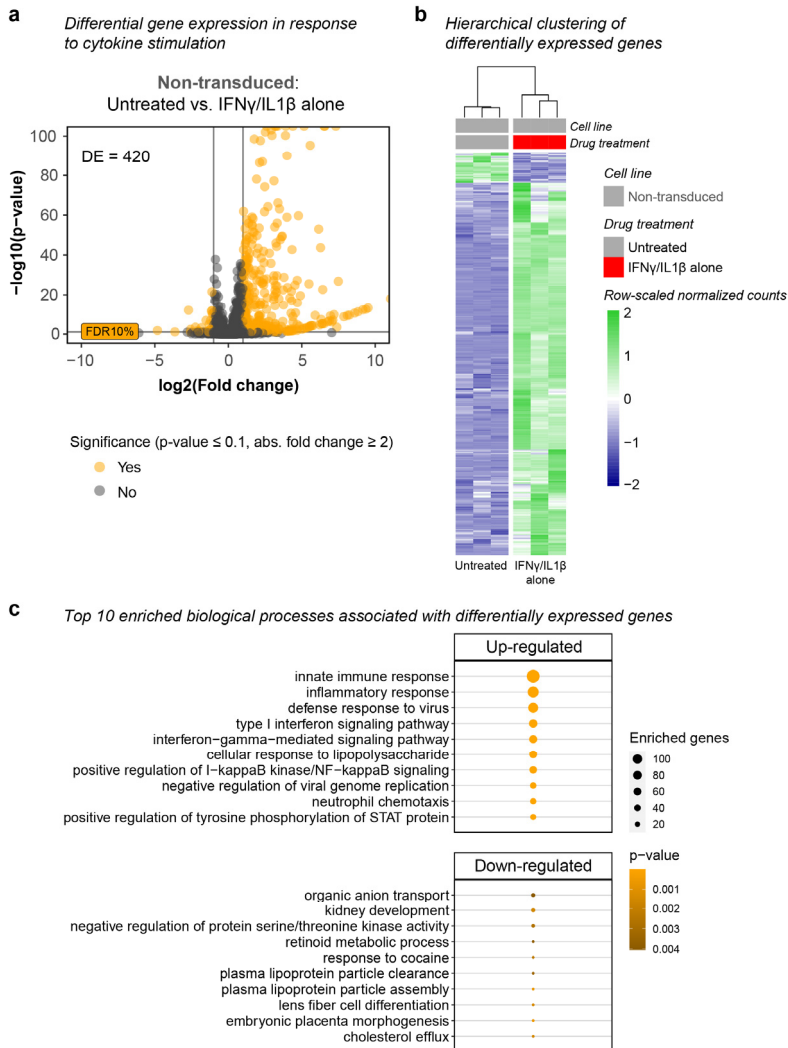 a
Differential gene expression in response
to cytokine stimulation
Non-transduced:
Untreated vs. IFNγ/IL1β alone
DE = 420
100
80
60
40
20
0
−log10(p−value)
FDR10%
−10
−5
0
5
10
log2(Fold change)
Significance (p-value ≤ 0.1, abs. fold change ≥ 2)
Yes
No
b
Hierarchical clustering of
differentially expressed genes
Cell line
Drug treatment
Cell line
Non-transduced
Drug treatment
Untreated
IFNγ/IL1β alone
Row-scaled normalized counts
2
1
0
−1
−2
Untreated
IFNγ/IL1β
alone
c
Top 10 enriched biological processes associated with differentially expressed genes
Up-regulated
innate immune response
inflammatory response
defense response to virus
type I interferon signaling pathway
interferon−gamma−mediated signaling pathway
cellular response to lipopolysaccharide
positive regulation of I−kappaB kinase/NF−kappaB signaling
negative regulation of viral genome replication
neutrophil chemotaxis
positive regulation of tyrosine phosphorylation of STAT protein
Enriched genes
100
80
60
40
20
p−value
0.001
0.002
0.003
0.004
Down-regulated
organic anion transport
kidney development
negative regulation of protein serine/threonine kinase activity
retinoid metabolic process
response to cocaine
plasma lipoprotein particle clearance
plasma lipoprotein particle assembly
lens fiber cell differentiation
embryonic placenta morphogenesis
cholesterol efflux